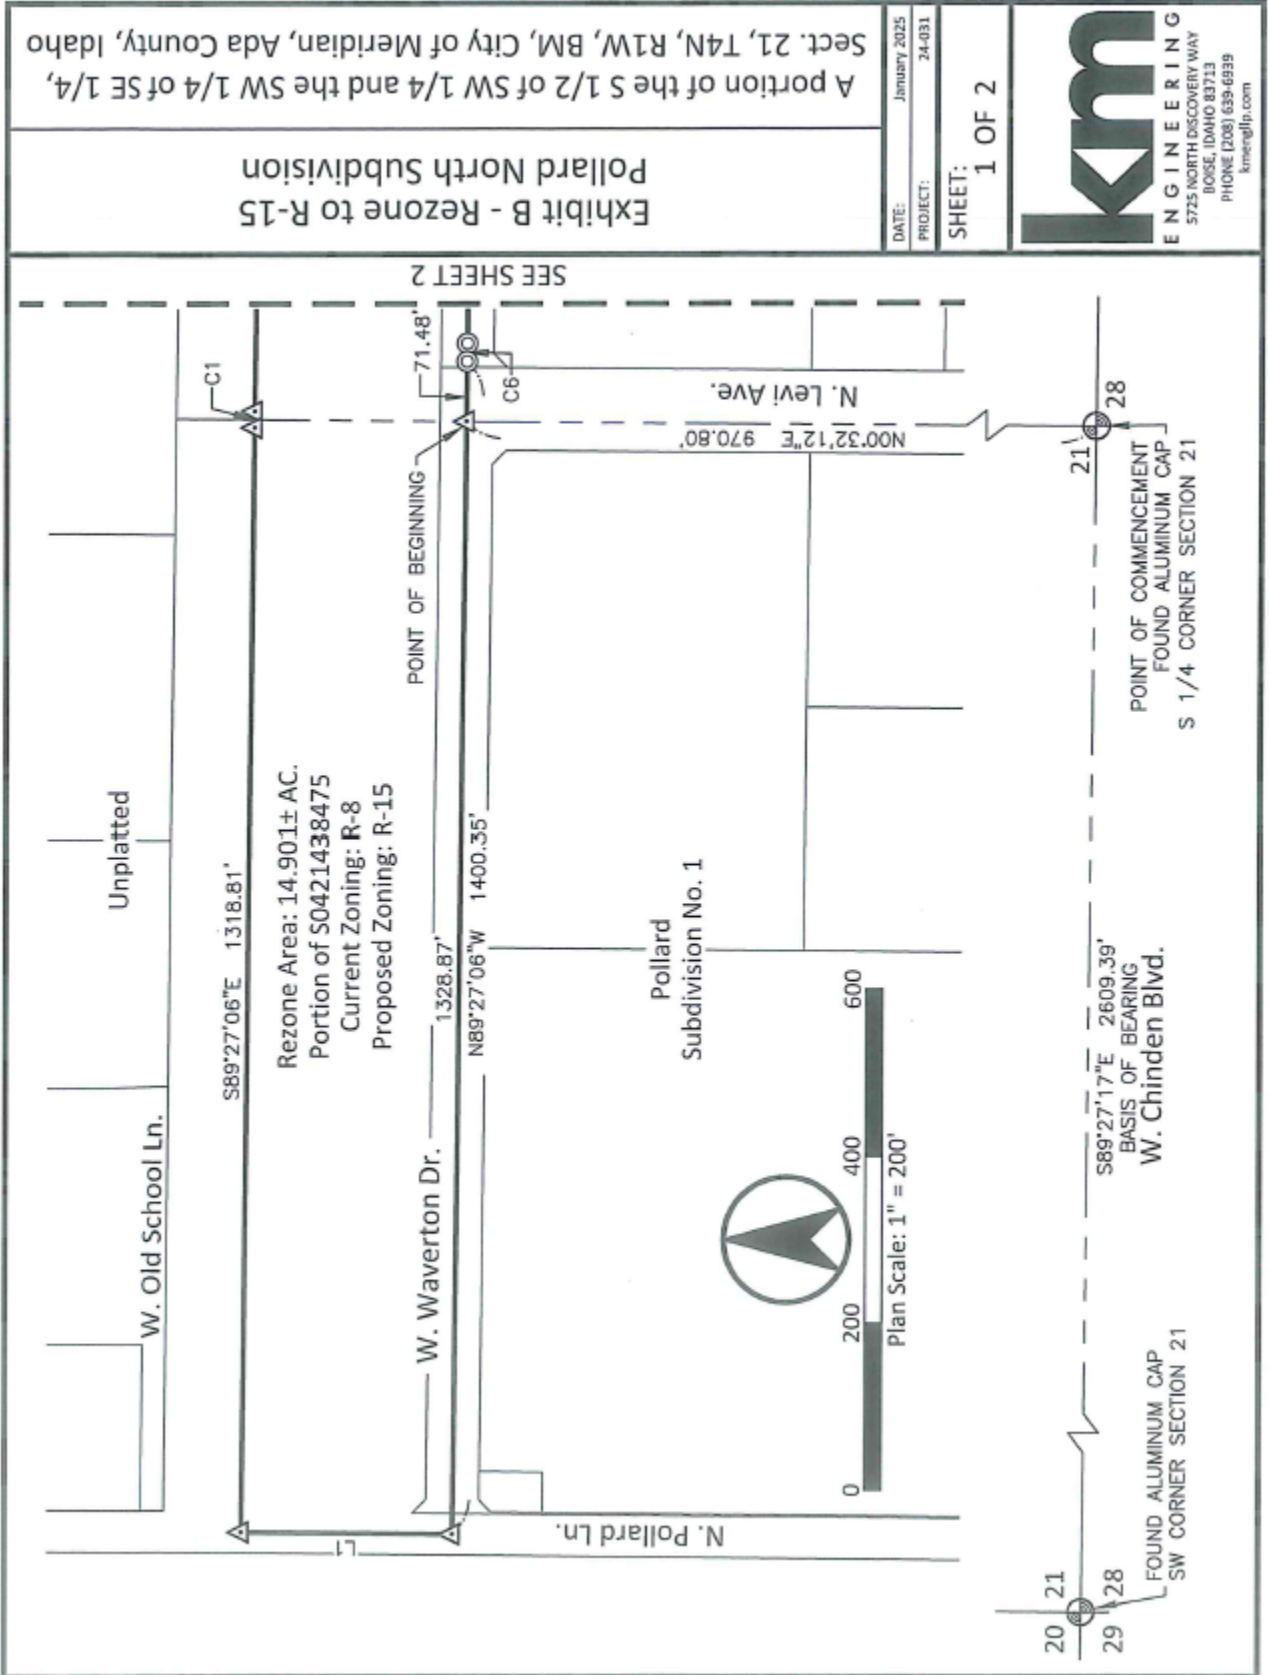 Unplatted
W. Old School Ln.
S89°27'06"E 1318.81'
C1
Rezone Area: 14.901± AC.
Portion of S0421438475
Current Zoning: R-8
Proposed Zoning: R-15
POINT OF BEGINNING
71.48'
W. Waverton Dr.
1328.87'
N89°27'06"W 1400.35'
C6
L1
N. Pollard Ln.
Pollard
Subdivision No. 1
N. Levi Ave.
N00°32'12"E 970.80'
SEE SHEET 2
0 200 400 600
Plan Scale: 1" = 200'
20 21
29 28
FOUND ALUMINUM CAP
SW CORNER SECTION 21
S89°27'17"E 2609.39'
BASIS OF BEARING
W. Chinden Blvd.
21
28
POINT OF COMMENCEMENT
FOUND ALUMINUM CAP
S 1/4 CORNER SECTION 21
Exhibit B - Rezone to R-15
Pollard North Subdivision
A portion of the S 1/2 of SW 1/4 and the SW 1/4 of SE 1/4,
Sect. 21, T4N, R1W, BM, City of Meridian, Ada County, Idaho
DATE: January 2025
PROJECT: 24-031
SHEET:
1 OF 2
km
ENGINEERING
5725 NORTH DISCOVERY WAY
BOISE, IDAHO 83713
PHONE (208) 639-6939
kmengllp.com